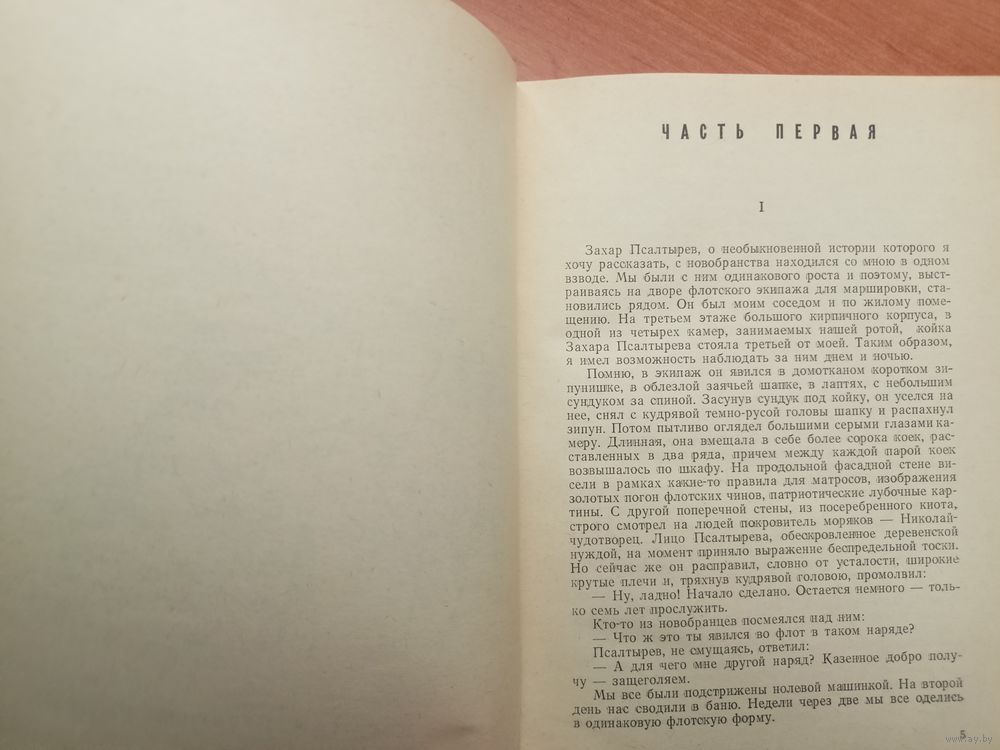 ЧАСТЬ ПЕРВАЯ
I
Захар Псалтырев, о необыкновенной истории которого я
хочу рассказать, с новобранства находился со мною в одном
взводе. Мы были с ним одинакового роста и поэтому, выст-
раиваясь на дворе флотского экипажа для маршировки, ста-
новились рядом. Он был моим соседом и по жилому поме-
щению. На третьем этаже большого кирпичного корпуса, в
одной из четырех камер, занимаемых нашей ротой, койка
Захара Псалтырева стояла третьей от моей. Таким образом,
я имел возможность наблюдать за ним днем и ночью.
Помню, в экипаж он явился в домотканом коротком зи-
пунишке, в облезлой заячьей шапке, в лаптях, с небольшим
сундуком за спиной. Засунув сундук под койку, он уселся на
нее, снял с кудрявой темно-русой головы шапку и распахнул
зипун. Потом пытливо оглядел большими серыми глазами ка-
меру. Длинная, она вмещала в себе более сорока коек, рас-
ставленных в два ряда, причем между каждой парой коек
возвышалось по шкафу. На продольной фасадной стене ви-
сели в рамках какие-то правила для матросов, изображения
золотых погон флотских чинов, патриотические лубочные кар-
тины. С другой поперечной стены, из посеребренного киота,
строго смотрел на людей покровитель моряков — Николай-
чудотворец. Лицо Псалтырева, обескровленное деревенской
нуждой, на момент приняло выражение беспредельной тоски.
Но сейчас же он расправил, словно от усталости, широкие
крутые плечи и, тряхнув кудрявой головою, промолвил:
— Ну, ладно! Начало сделано. Остается немного — толь-
ко семь лет прослужить.
Кто-то из новобранцев посмеялся над ним:
— Что ж это ты явился во флот в таком наряде?
Псалтырев, не смущаясь, ответил:
— А для чего мне другой наряд? Казенное добро полу-
чу — защеголяем.
Мы все были подстрижены нолевой машинкой. На второй
день нас сводили в баню. Недели через две мы все оделись
в одинаковую флотскую форму.
5
www.ay.by